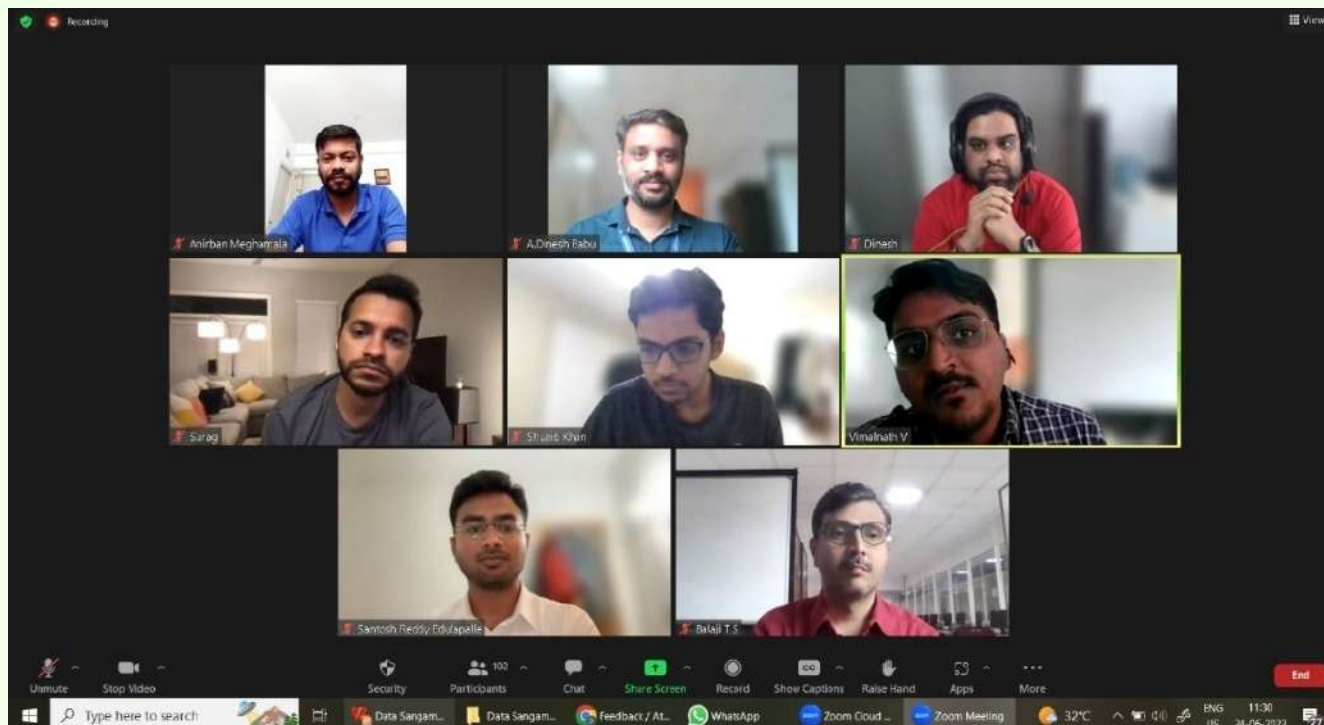 Recording
View
Anirban Meghamala
A.Dinesh Babu
Dinesh
Sarag
Shuaib Khan
Vimalnath V
Santosh Reddy Edulapalle
Balaji T.S
Unmute
Stop Video
Security
102
Participants
Chat
Share Screen
Record
CC
Show Captions
Raise Hand
Apps
More
End
Type here to search
Data Sangam...
Data Sangam...
Feedback / At...
WhatsApp
Zoom Cloud ...
Zoom Meeting
32°C
ENG
11:30